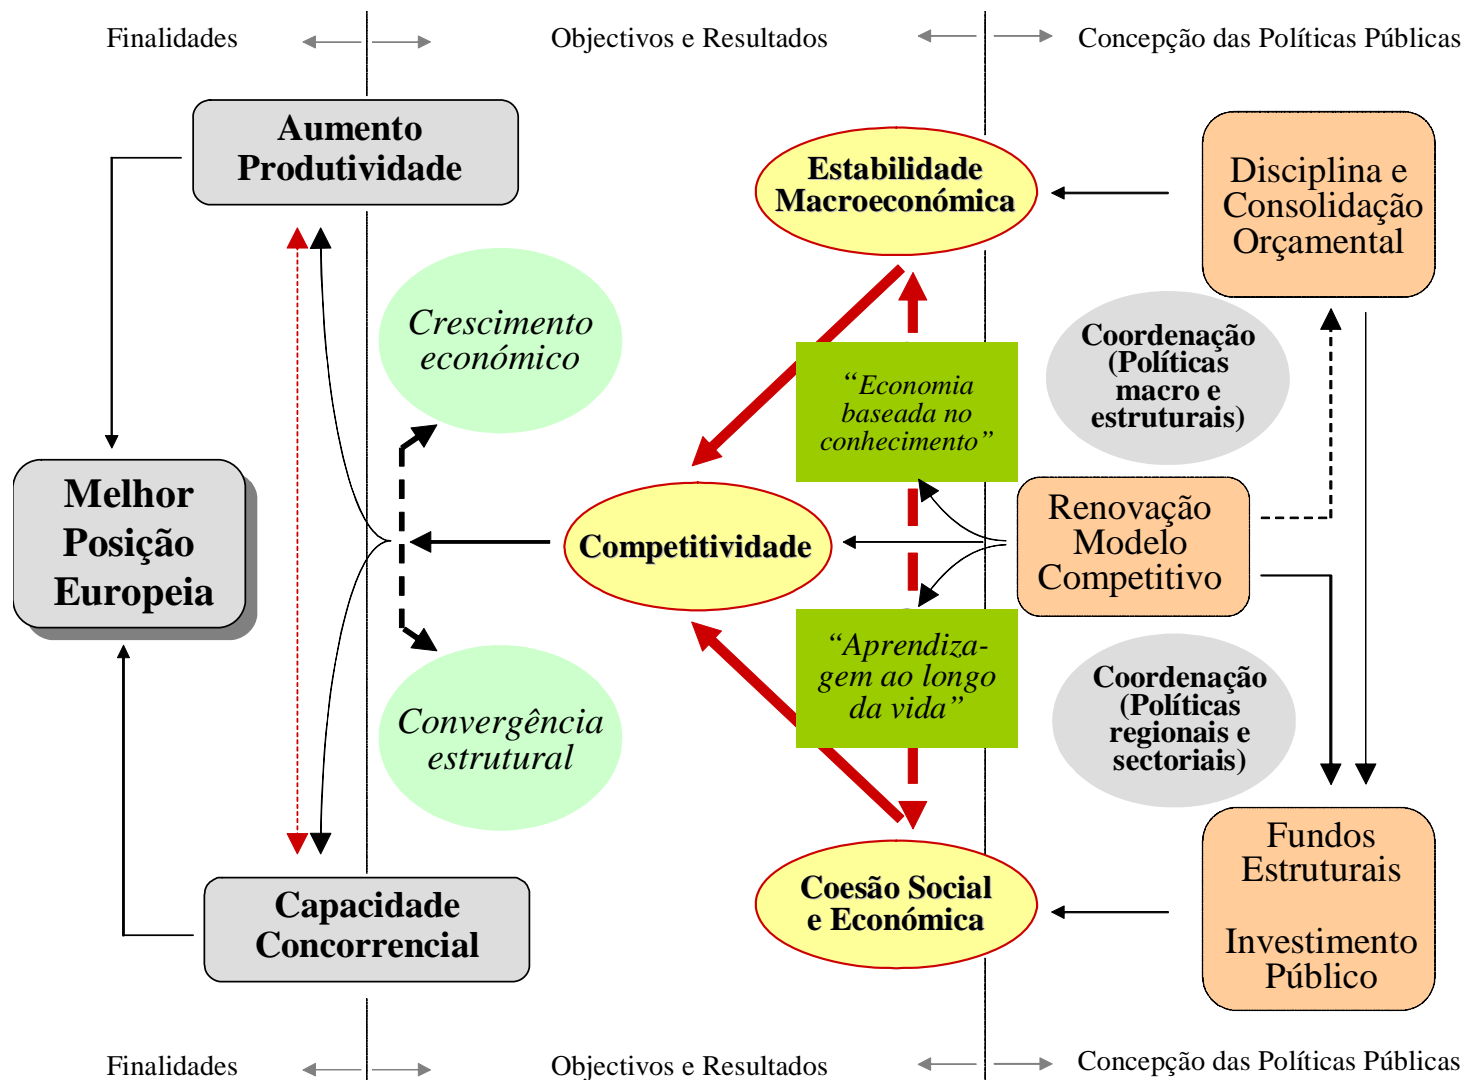 Finalidades
Objectivos e Resultados
Concepção das Políticas Públicas
Aumento
Produtividade
Estabilidade
Macroeconómica
Disciplina e
Consolidação
Orçamental
Crescimento
económico
“Economia
baseada no
conhecimento”
Coordenação
(Políticas
macro e
estruturais)
Melhor
Posição
Europeia
Competitividade
Renovação
Modelo
Competitivo
“Aprendiza-
gem ao longo
da vida”
Coordenação
(Políticas
regionais e
sectoriais)
Convergência
estrutural
Capacidade
Concorrencial
Coesão Social
e Económica
Fundos
Estruturais
Investimento
Público
Finalidades
Objectivos e Resultados
Concepção das Políticas Públicas